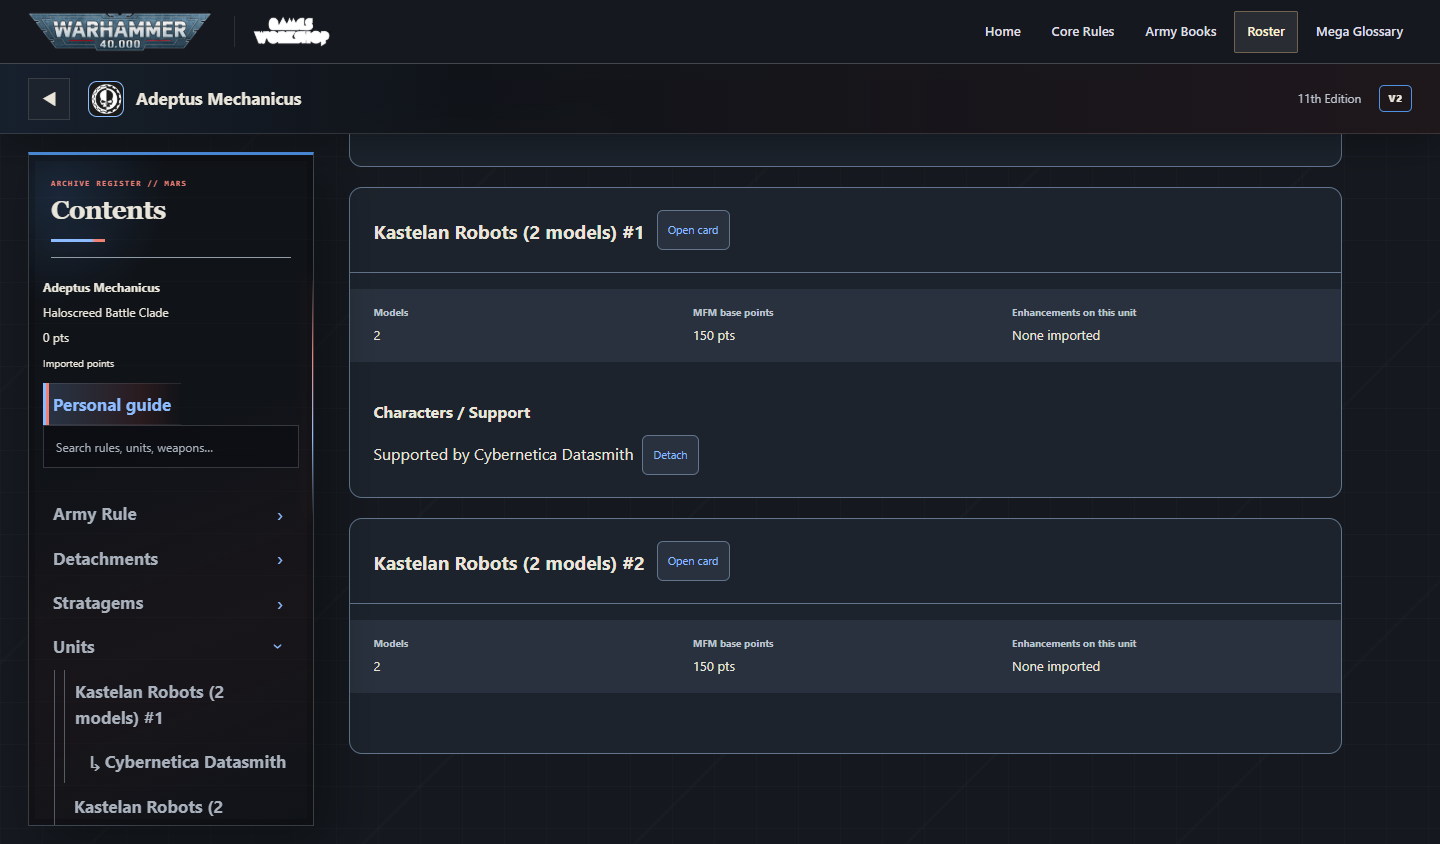 WARHAMMER
40,000
GAMES
WORKSHOP
Home
Core Rules
Army Books
Roster
Mega Glossary
◀
Adeptus Mechanicus
11th Edition
V2
ARCHIVE REGISTER // MARS
Contents
Adeptus Mechanicus
Haloscreed Battle Clade
0 pts
Imported points
Personal guide
Search rules, units, weapons...
Army Rule ›
Detachments ›
Stratagems ›
Units
Kastelan Robots (2
models) #1
↳ Cybernetica Datasmith
Kastelan Robots (2
Kastelan Robots (2 models) #1
Open card
Models
2
MFM base points
150 pts
Enhancements on this unit
None imported
Characters / Support
Supported by Cybernetica Datasmith
Detach
Kastelan Robots (2 models) #2
Open card
Models
2
MFM base points
150 pts
Enhancements on this unit
None imported